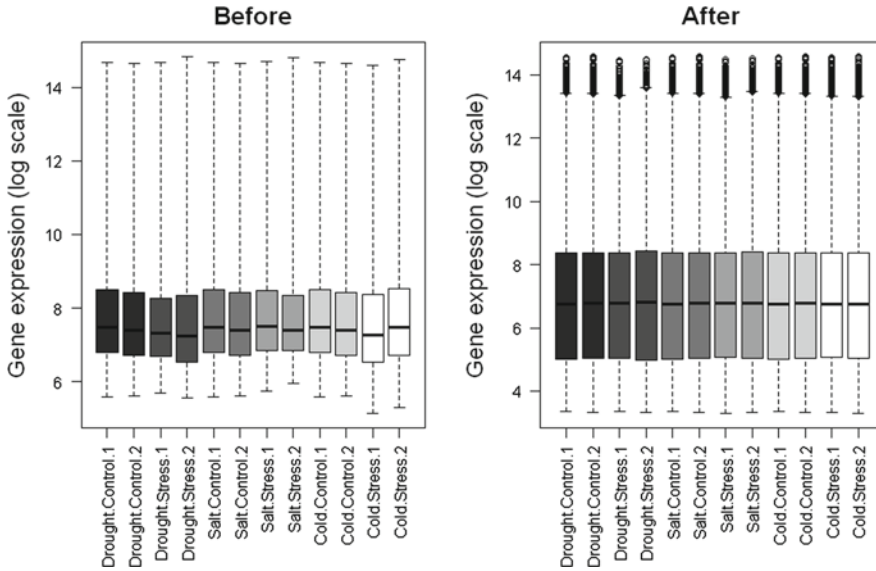 Before
Gene expression (log scale)
14
12
10
8
6
Drought.Control.1
Drought.Control.2
Drought.Stress.1
Drought.Stress.2
Salt.Control.1
Salt.Control.2
Salt.Stress.1
Salt.Stress.2
Cold.Control.1
Cold.Control.2
Cold.Stress.1
Cold.Stress.2
After
Gene expression (log scale)
14
12
10
8
6
4
Drought.Control.1
Drought.Control.2
Drought.Stress.1
Drought.Stress.2
Salt.Control.1
Salt.Control.2
Salt.Stress.1
Salt.Stress.2
Cold.Control.1
Cold.Control.2
Cold.Stress.1
Cold.Stress.2